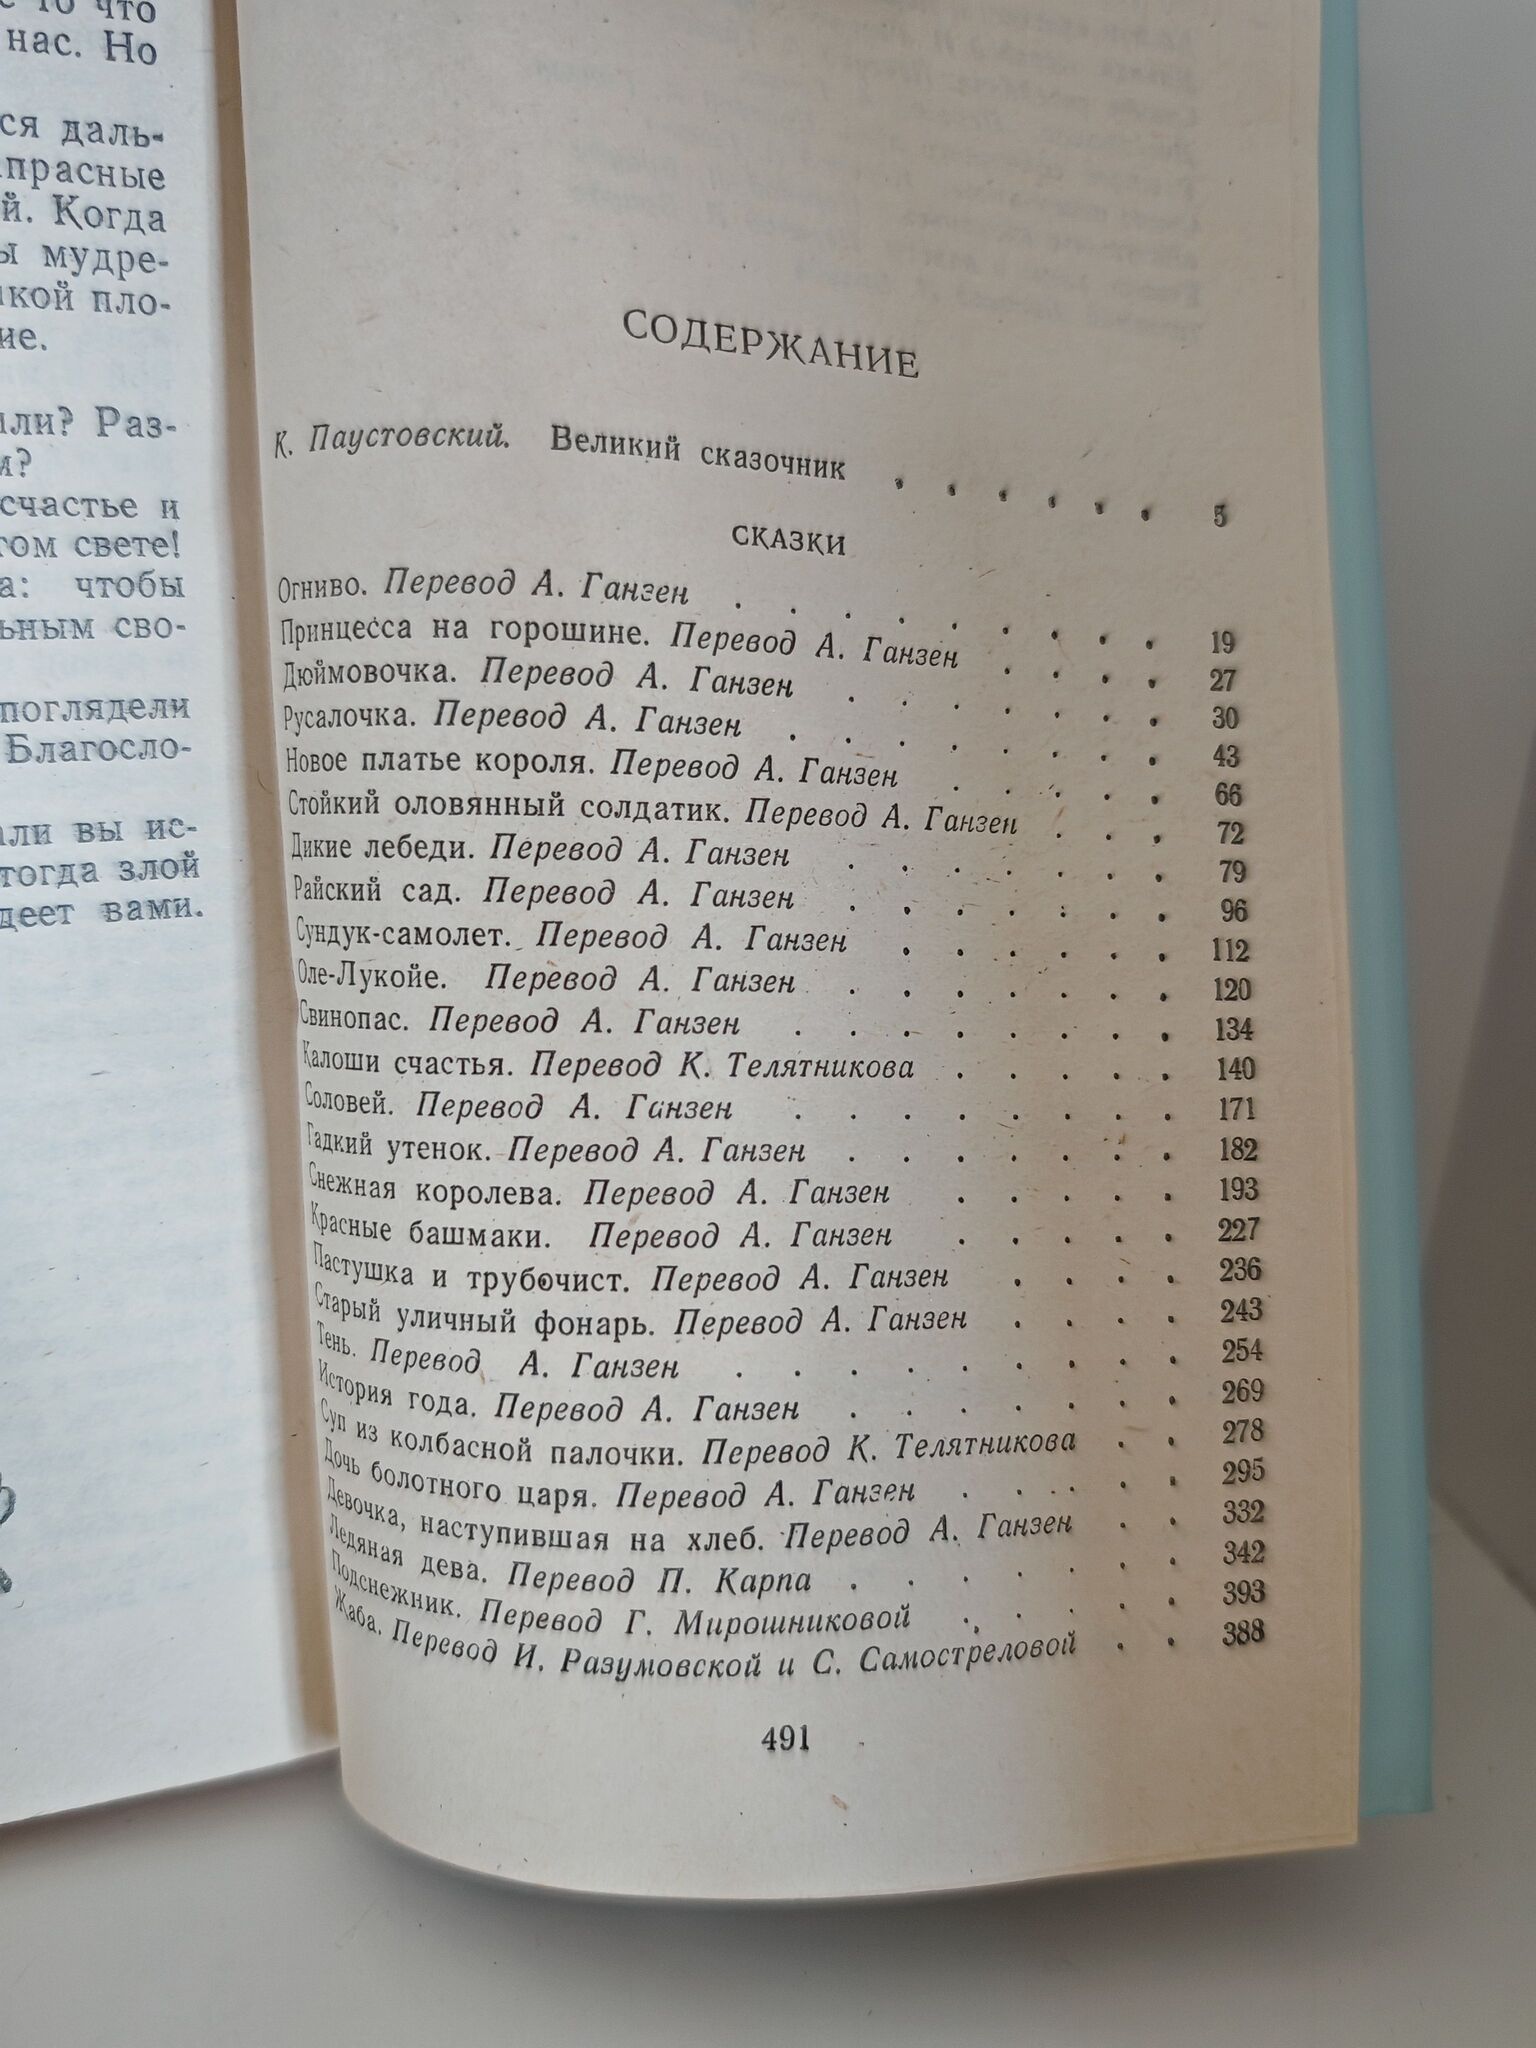 то что
нас. Но
ся даль-
прасные
й. Когда
ы мудре-
кой пло-
ие.
или? Раз-
м?
счастье и
том свете!
а: чтобы
ьным сво-
поглядели
Благосло-
али вы ис-
тогда злой
деет вами.
СОДЕРЖАНИЕ
К. Паустовский. Великий сказочник . . . . . . 5
СКАЗКИ
Огниво. Перевод А. Ганзен . . . . . . . . 19
Принцесса на горошине. Перевод А. Ганзен . . . . 27
Дюймовочка. Перевод А. Ганзен . . . . . . . 30
Русалочка. Перевод А. Ганзен . . . . . . . . 43
Новое платье короля. Перевод А. Ганзен . . . . . 66
Стойкий оловянный солдатик. Перевод А. Ганзен . . . 72
Дикие лебеди. Перевод А. Ганзен . . . . . . . 79
Райский сад. Перевод А. Ганзен . . . . . . . 96
Сундук-самолет. Перевод А. Ганзен . . . . . . 112
Оле-Лукойе. Перевод А. Ганзен . . . . . . . 120
Свинопас. Перевод А. Ганзен . . . . . . . . 134
Калоши счастья. Перевод К. Телятникова . . . . . 140
Соловей. Перевод А. Ганзен . . . . . . . . 171
Гадкий утенок. Перевод А. Ганзен . . . . . . . 182
Снежная королева. Перевод А. Ганзен . . . . . 193
Красные башмаки. Перевод А. Ганзен . . . . . 227
Пастушка и трубочист. Перевод А. Ганзен . . . . 236
Старый уличный фонарь. Перевод А. Ганзен . . . . 243
Тень. Перевод А. Ганзен . . . . . . . . . 254
История года. Перевод А. Ганзен . . . . . . . 269
Суп из колбасной палочки. Перевод К. Телятникова . . 278
Дочь болотного царя. Перевод А. Ганзен . . . . . 295
Девочка, наступившая на хлеб. Перевод А. Ганзен . . 332
Ледяная дева. Перевод П. Карпа . . . . . . . 342
Подснежник. Перевод Г. Мирошниковой . . . . . 393
Жаба. Перевод И. Разумовской и С. Самостреловой . . 388
491